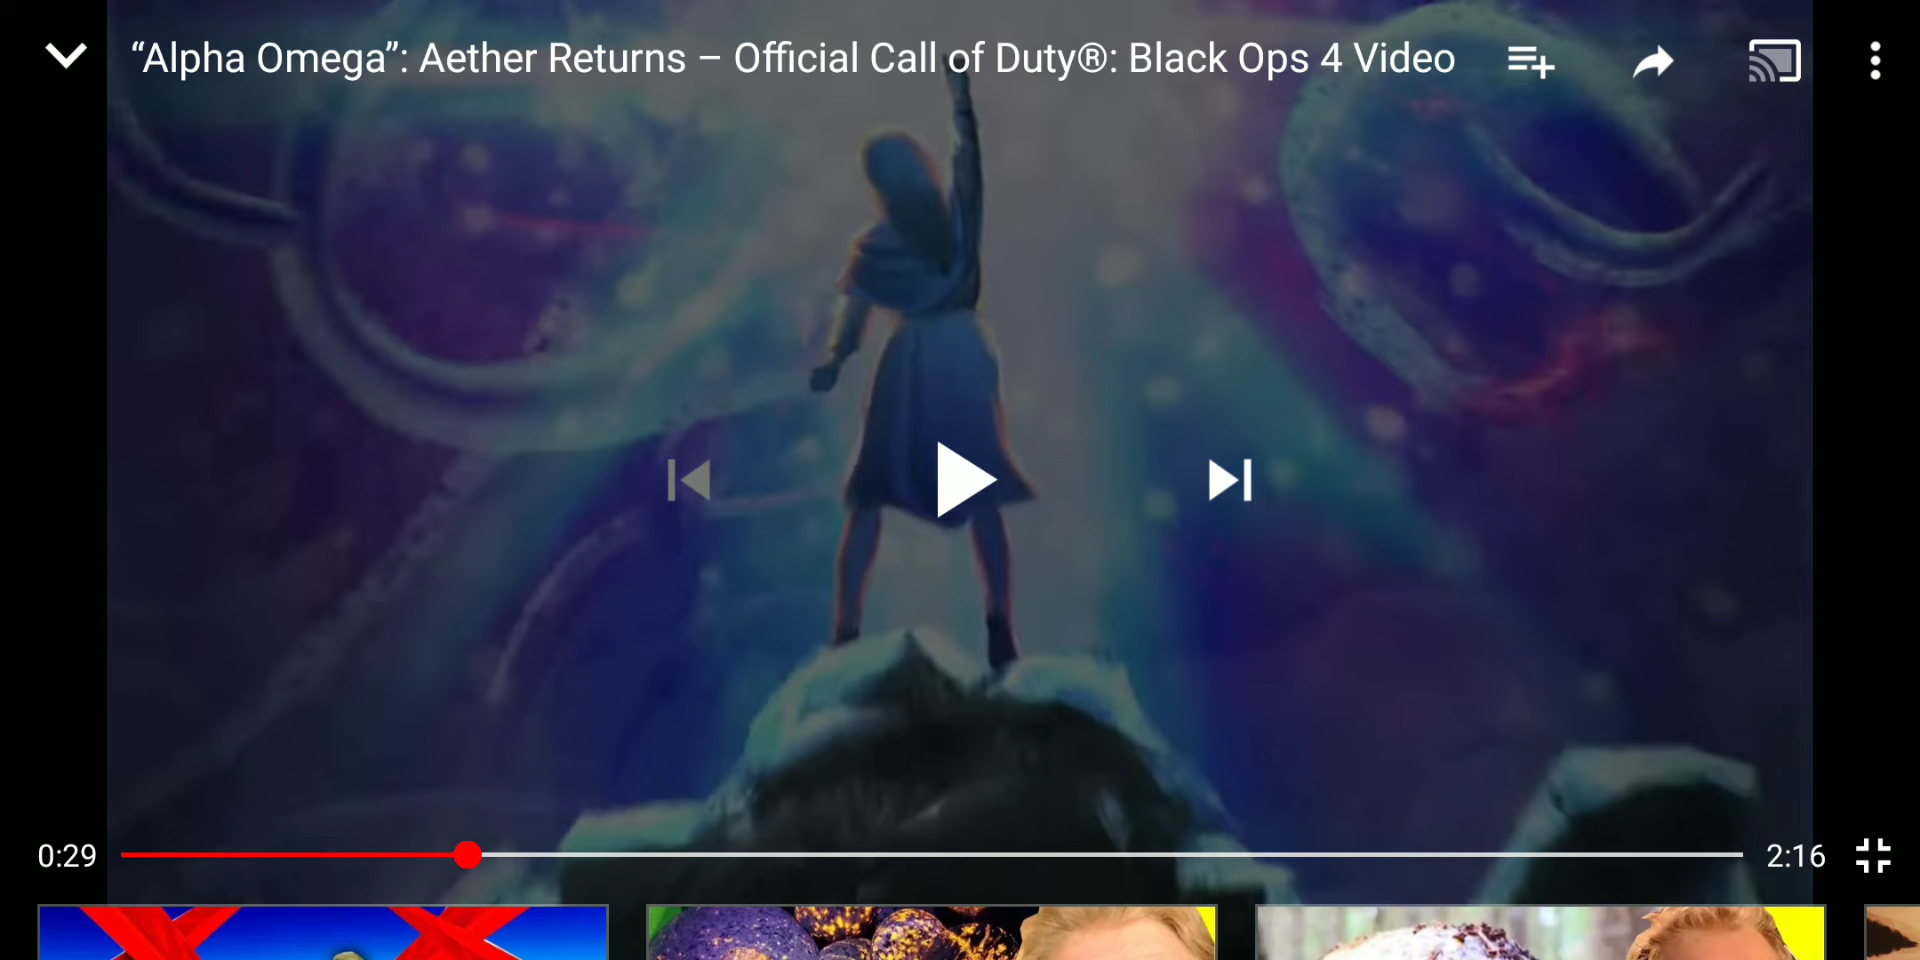 “Alpha Omega”: Aether Returns – Official Call of Duty®: Black Ops 4 Video
0:29
2:16